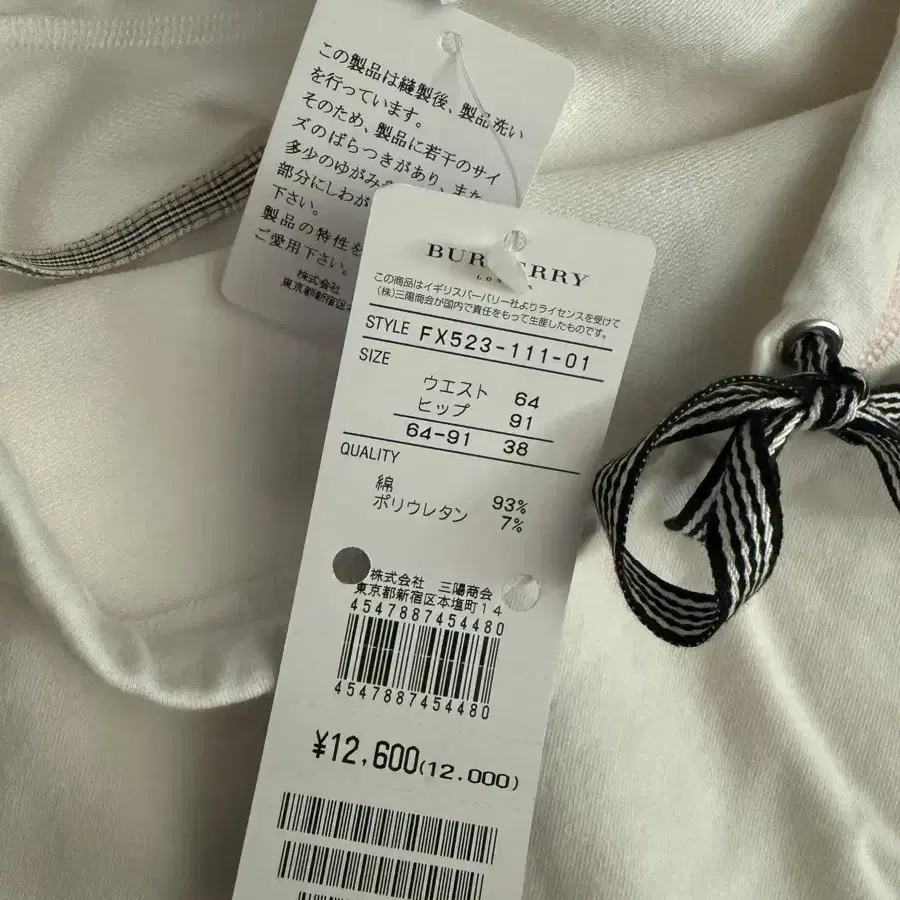 この製品は縫製後、製品洗い
を行っています。
そのため、製品に若干のサイ
ズのばらつきがあり、また
多少のゆがみ
部分にしわが
下さい。
製品の特性を
ご愛用下さい。
株式会社
東京都新宿区
BURBERRY
LONDON
この商品はイギリスバーバリー社よりライセンスを受けて
(株)三陽商会が国内で責任をもって生産したものです。
STYLE FX523-111-01
SIZE
ウエスト 64
ヒップ 91
64-91 38
QUALITY
綿 93%
ポリウレタン 7%
株式会社 三陽商会
東京都新宿区本塩町14
4547887454480
4547887454480
¥12,600(12.000)